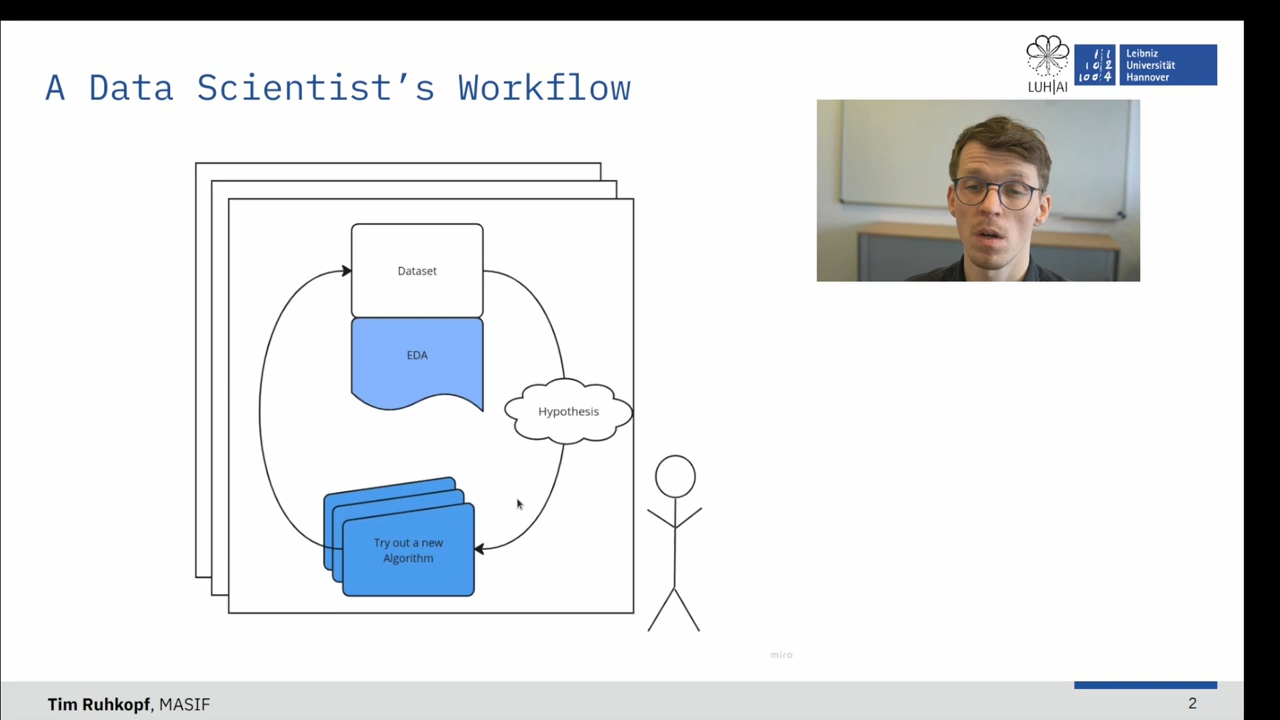 A Data Scientist’s Workflow
LUH|AI
Leibniz
Universität
Hannover
Dataset
EDA
Hypothesis
Try out a new
Algorithm
miro
Tim Ruhkopf, MASIF
2